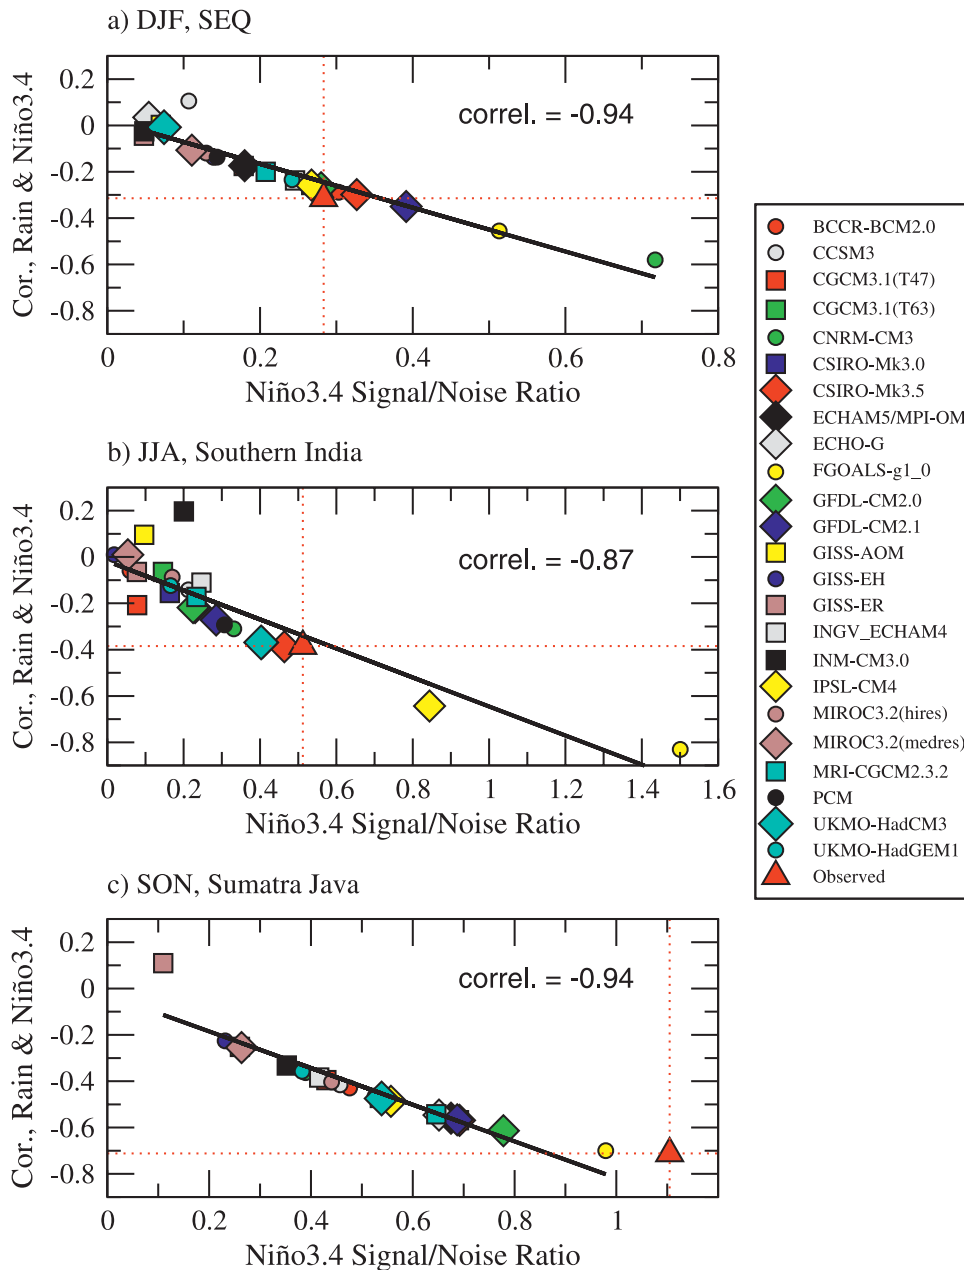 a) DJF, SEQ
Cor., Rain & Niño3.4
0.2
0
-0.2
-0.4
-0.6
-0.8
correl. = -0.94
0 0.2 0.4 0.6 0.8
Niño3.4 Signal/Noise Ratio
b) JJA, Southern India
Cor., Rain & Niño3.4
0.2
0
-0.2
-0.4
-0.6
-0.8
correl. = -0.87
0 0.2 0.4 0.6 0.8 1 1.2 1.4 1.6
Niño3.4 Signal/Noise Ratio
c) SON, Sumatra Java
Cor., Rain & Niño3.4
0.2
0
-0.2
-0.4
-0.6
-0.8
correl. = -0.94
0 0.2 0.4 0.6 0.8 1
Niño3.4 Signal/Noise Ratio
BCCR-BCM2.0
CCSM3
CGCM3.1(T47)
CGCM3.1(T63)
CNRM-CM3
CSIRO-Mk3.0
CSIRO-Mk3.5
ECHAM5/MPI-OM
ECHO-G
FGOALS-g1_0
GFDL-CM2.0
GFDL-CM2.1
GISS-AOM
GISS-EH
GISS-ER
INGV_ECHAM4
INM-CM3.0
IPSL-CM4
MIROC3.2(hires)
MIROC3.2(medres)
MRI-CGCM2.3.2
PCM
UKMO-HadCM3
UKMO-HadGEM1
Observed